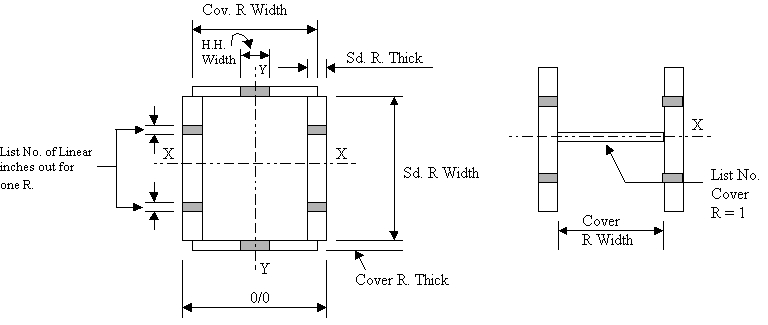 Cov. R Width
H.H.
Width
Y
Sd. R. Thick
List No. of Linear
inches out for
one R.
X
X
Sd. R Width
Y
Cover R. Thick
0/0
X
List No.
Cover
R = 1
Cover
R Width